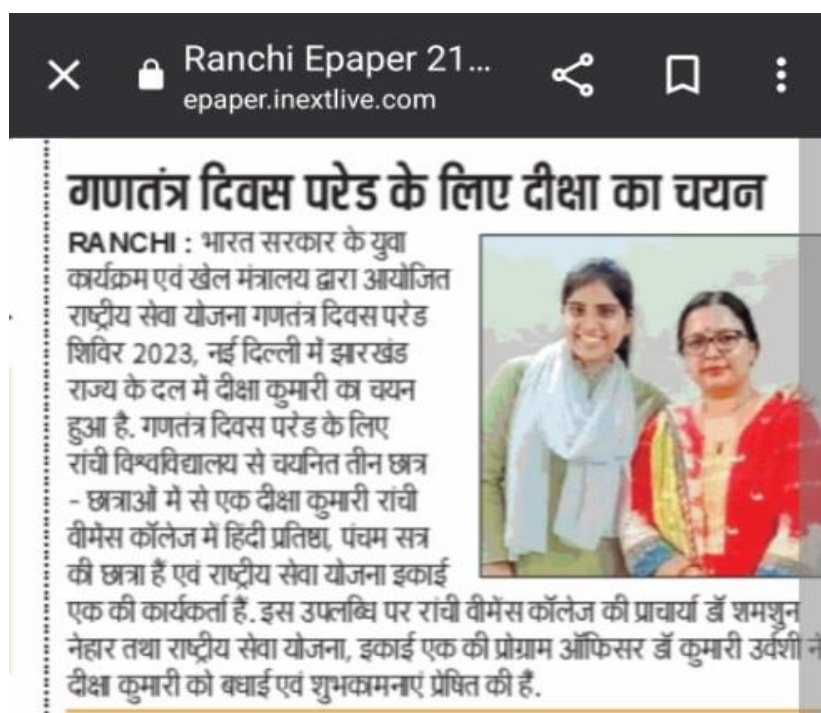 Ranchi Epaper 21...
epaper.inextlive.com
गणतंत्र दिवस परेड के लिए दीक्षा का चयन
RANCHI : भारत सरकार के युवा
कार्यक्रम एवं खेल मंत्रालय द्वारा आयोजित
राष्ट्रीय सेवा योजना गणतंत्र दिवस परेड
शिविर 2023, नई दिल्ली में झारखंड
राज्य के दल में दीक्षा कुमारी का चयन
हुआ है. गणतंत्र दिवस परेड के लिए
रांची विश्वविद्यालय से चयनित तीन छात्र
- छात्राओं में से एक दीक्षा कुमारी रांची
वीमेंस कॉलेज में हिंदी प्रतिष्ठा, पंचम सत्र
की छात्रा हैं एवं राष्ट्रीय सेवा योजना इकाई
एक की कार्यकर्ता हैं. इस उपलब्धि पर रांची वीमेंस कॉलेज की प्राचार्या डॉ शमशुन
नेहार तथा राष्ट्रीय सेवा योजना, इकाई एक की प्रोग्राम ऑफिसर डॉ कुमारी उर्वशी ने
दीक्षा कुमारी को बधाई एवं शुभकामनाएं प्रेषित की हैं.